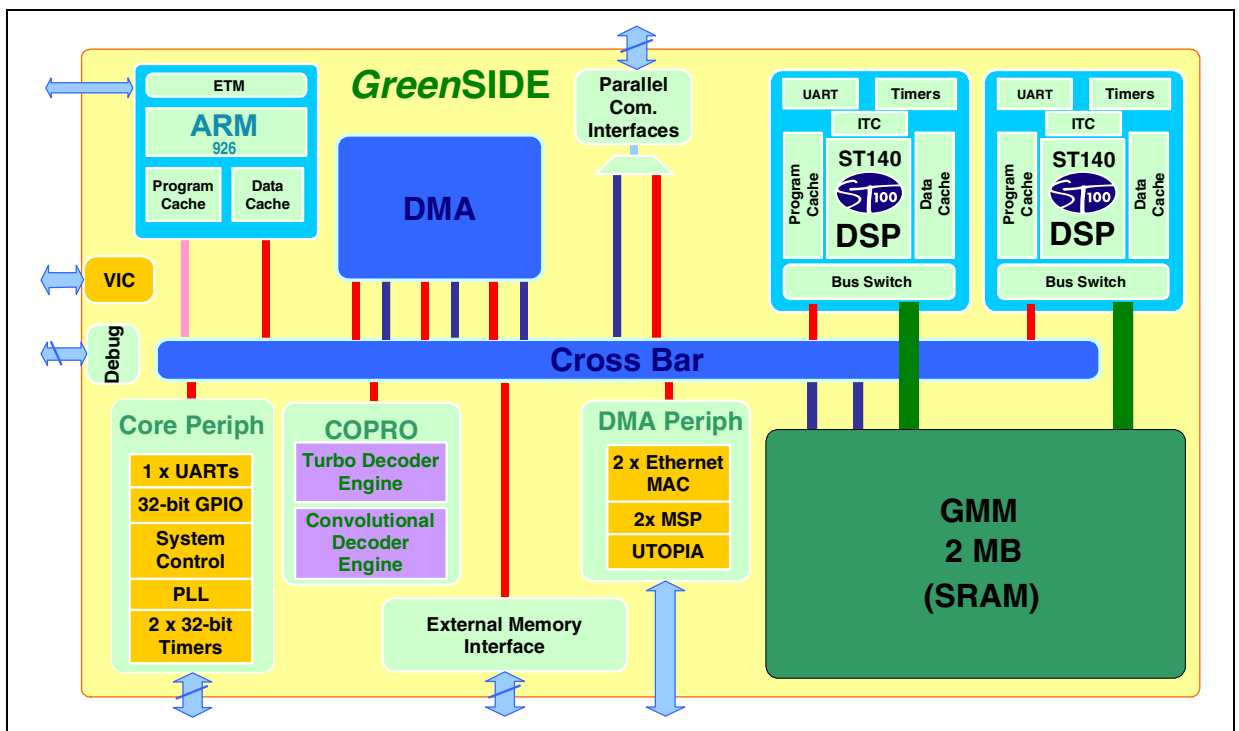 GreenSIDE
ETM
ARM
926
Program
Cache
Data
Cache
DMA
Parallel
Com.
Interfaces
UART
Timers
ITC
Program
Cache
ST140
ST100
DSP
Data
Cache
Bus Switch
UART
Timers
ITC
Program
Cache
ST140
ST100
DSP
Data
Cache
Bus Switch
VIC
Debug
Cross Bar
Core Periph
1 x UARTs
32-bit GPIO
System
Control
PLL
2 x 32-bit
Timers
COPRO
Turbo Decoder
Engine
Convolutional
Decoder
Engine
External Memory
Interface
DMA Periph
2 x Ethernet
MAC
2x MSP
UTOPIA
GMM
2 MB
(SRAM)